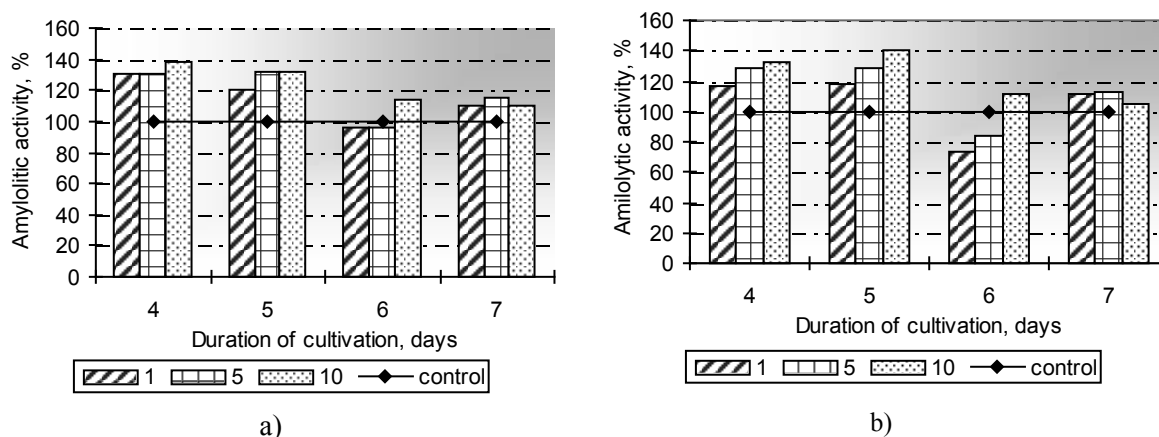 Amylolitic activity, %
160
140
120
100
80
60
40
20
0
4 5 6 7
Duration of cultivation, days
1 5 10 control
a)
Amilolytic activity, %
160
140
120
100
80
60
40
20
0
4 5 6 7
Duration of cultivation, days
1 5 10 control
b)